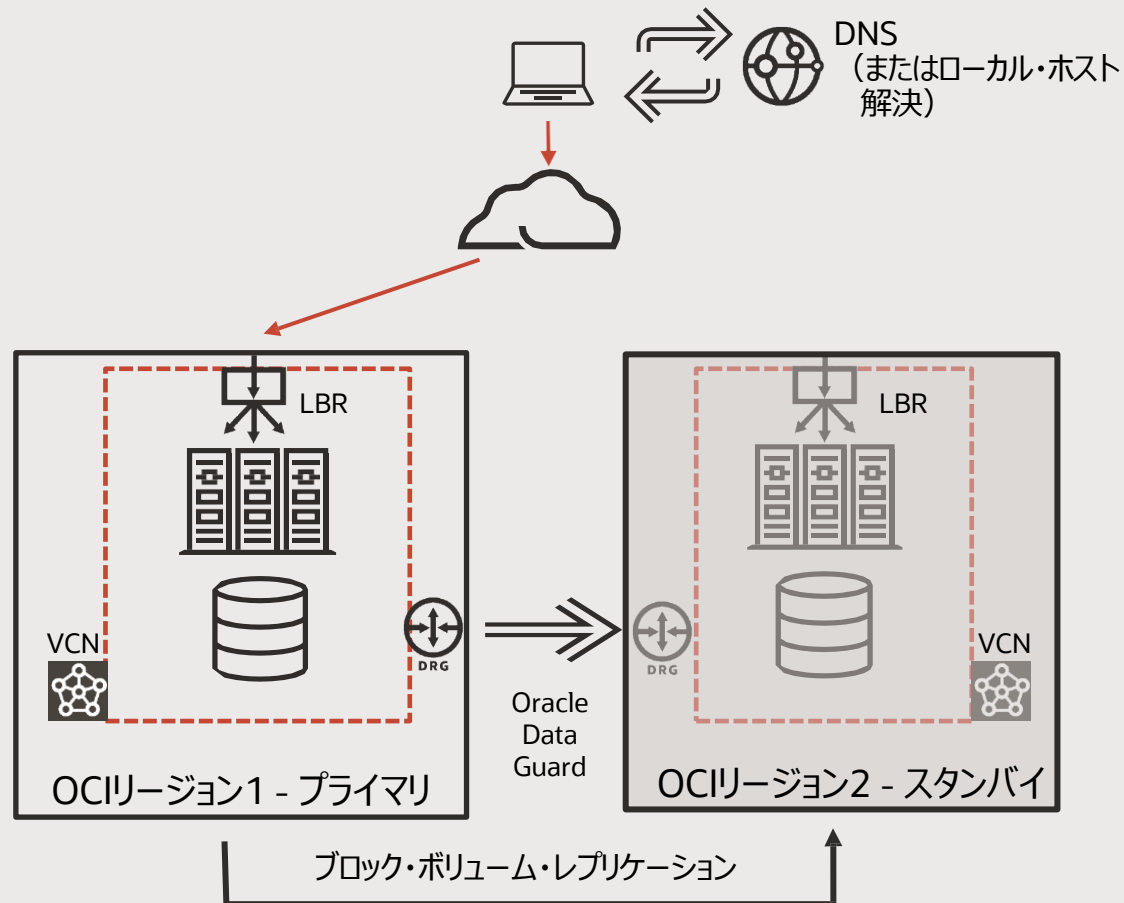 DNS
（またはローカル・ホスト
解決）
LBR
LBR
VCN
DRG
DRG
VCN
Oracle
Data
Guard
OCIリージョン1 - プライマリ
OCIリージョン2 - スタンバイ
ブロック・ボリューム・レプリケーション